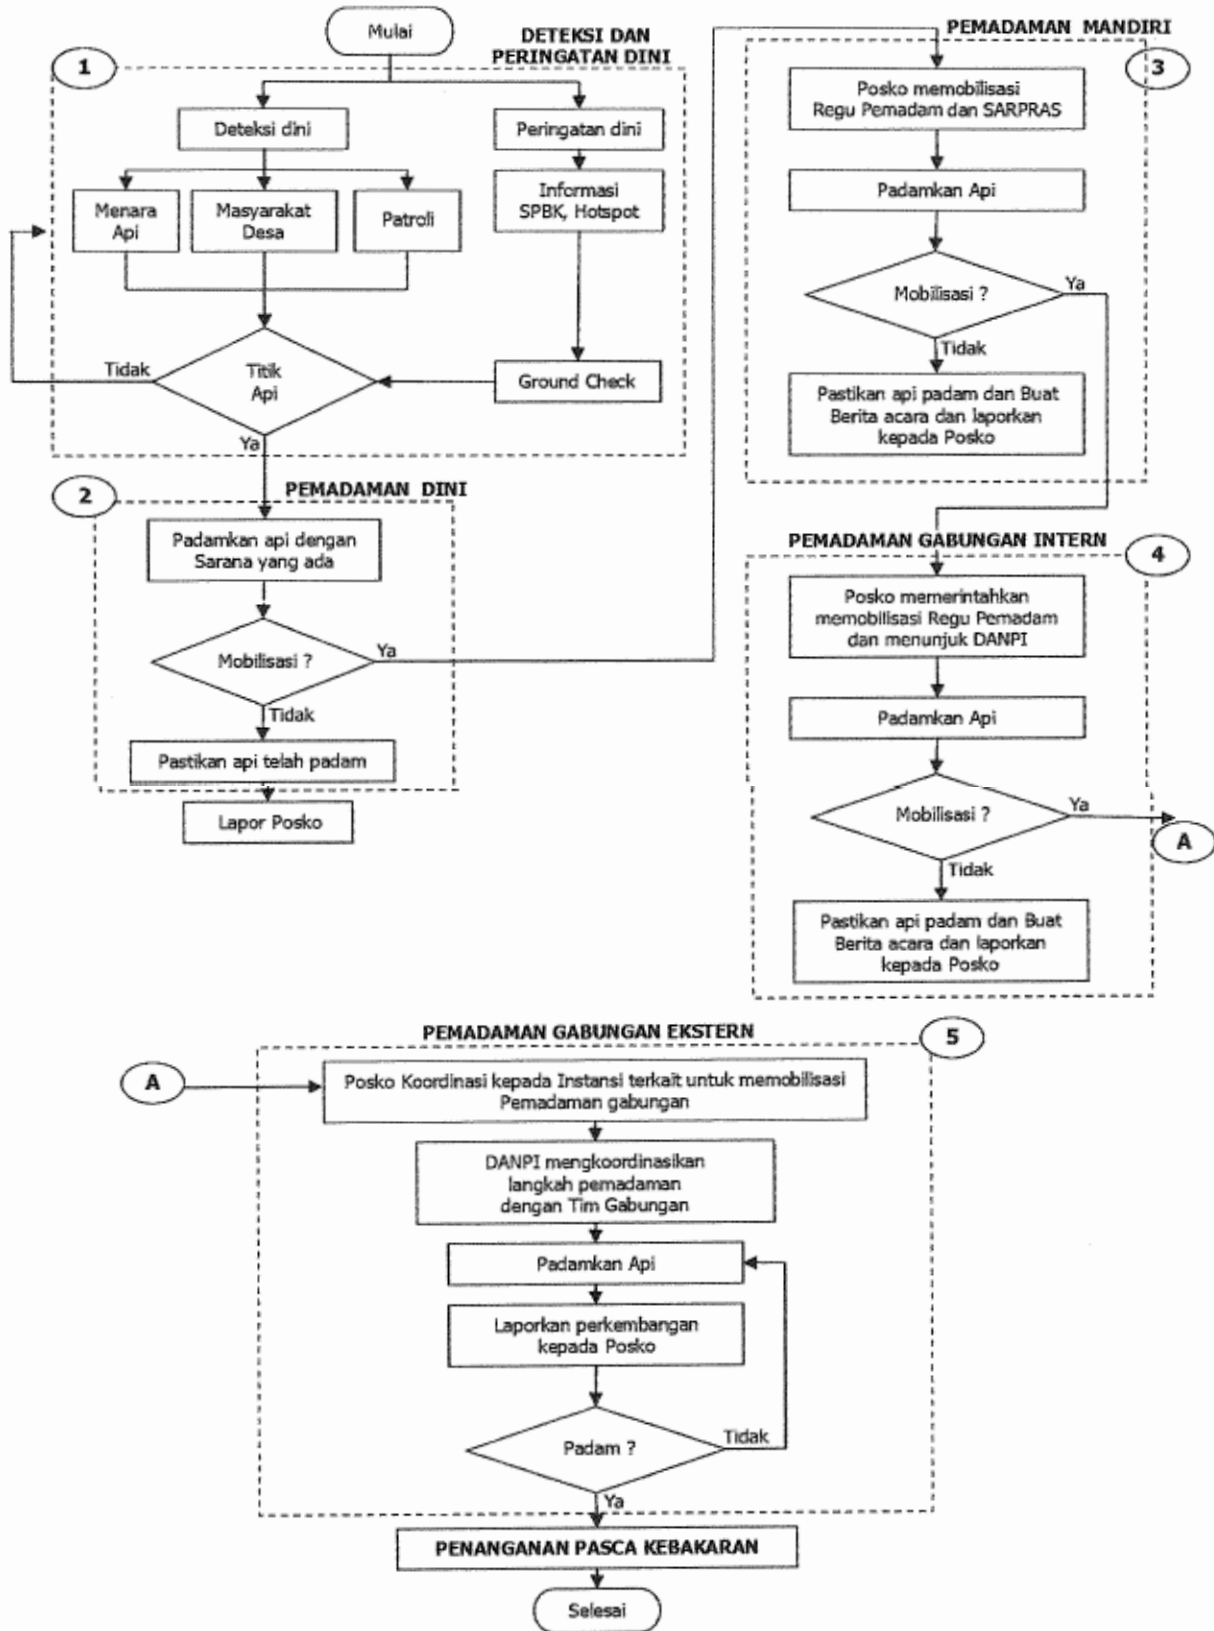 Mulai
DETEKSI DAN
PERINGATAN DINI
1
Deteksi dini
Peringatan dini
Menara
Api
Masyarakat
Desa
Patroli
Informasi
SPBK, Hotspot
Tidak
Titik
Api
Ground Check
Ya
2
PEMADAMAN DINI
Padamkan api dengan
Sarana yang ada
Mobilisasi ?
Ya
Tidak
Pastikan api telah padam
Lapor Posko
PEMADAMAN MANDIRI
3
Posko memobilisasi
Regu Pemadam dan SARPRAS
Padamkan Api
Mobilisasi ?
Ya
Tidak
Pastikan api padam dan Buat
Berita acara dan laporkan
kepada Posko
PEMADAMAN GABUNGAN INTERN
4
Posko memerintahkan
memobilisasi Regu Pemadam
dan menunjuk DANPI
Padamkan Api
Mobilisasi ?
Ya
A
Tidak
Pastikan api padam dan Buat
Berita acara dan laporkan
kepada Posko
PEMADAMAN GABUNGAN EKSTERN
5
A
Posko Koordinasi kepada Instansi terkait untuk memobilisasi
Pemadaman gabungan
DANPI mengkoordinasikan
langkah pemadaman
dengan Tim Gabungan
Padamkan Api
Laporkan perkembangan
kepada Posko
Padam ?
Tidak
Ya
PENANGANAN PASCA KEBAKARAN
Selesai